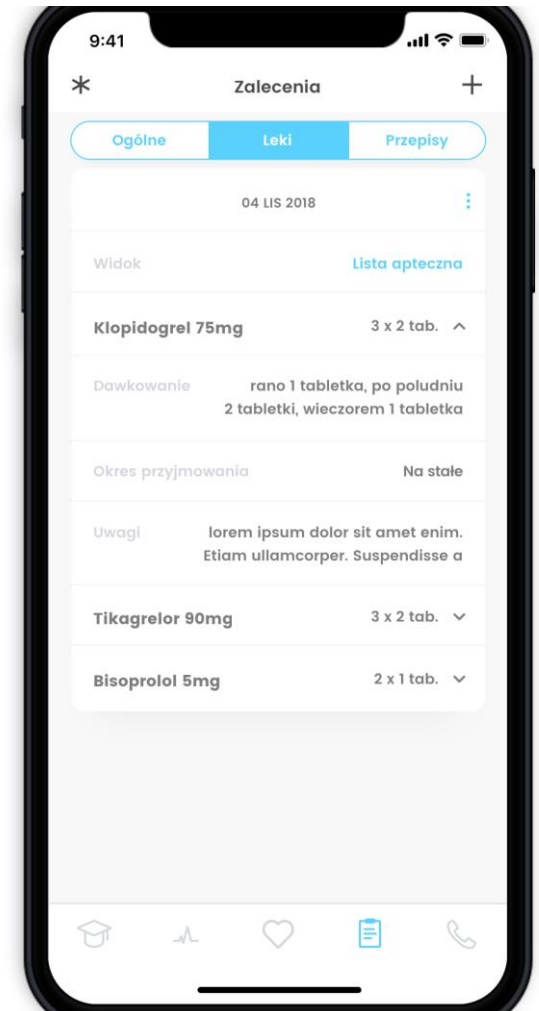 9:41
Zalecenia
Ogólne Leki Przepisy
04 LIS 2018
Widok Lista apteczna
Klopidogrel 75mg 3 x 2 tab.
Dawkowanie rano 1 tabletka, po poludniu
2 tabletki, wieczorem 1 tabletka
Okres przyjmowania Na stałe
Uwagi lorem ipsum dolor sit amet enim.
Etiam ullamcorper. Suspendisse a
Tikagrelor 90mg 3 x 2 tab.
Bisoprolol 5mg 2 x 1 tab.